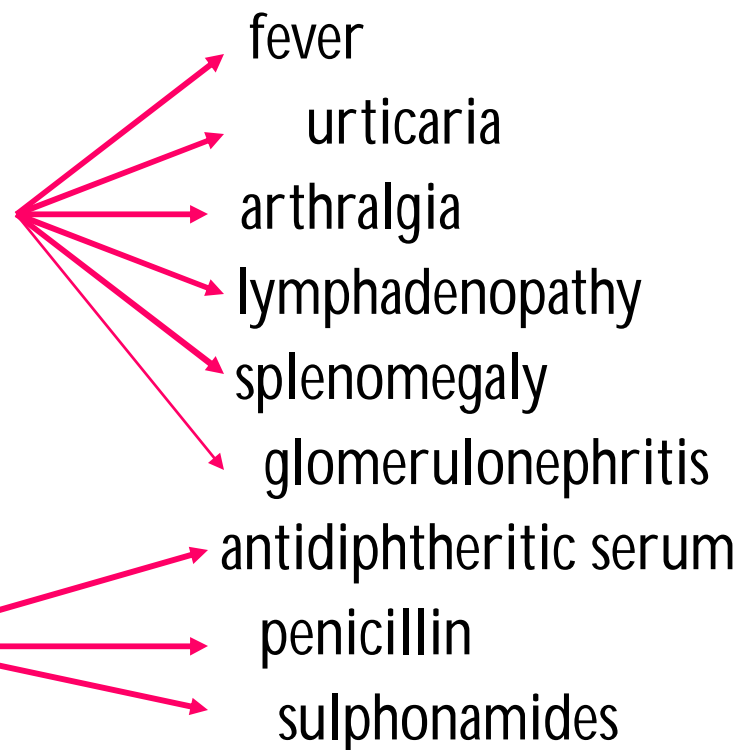 fever
urticaria
arthralgia
lymphadenopathy
splenomegaly
glomerulonephritis
antidiphtheritic serum
penicillin
sulphonamides